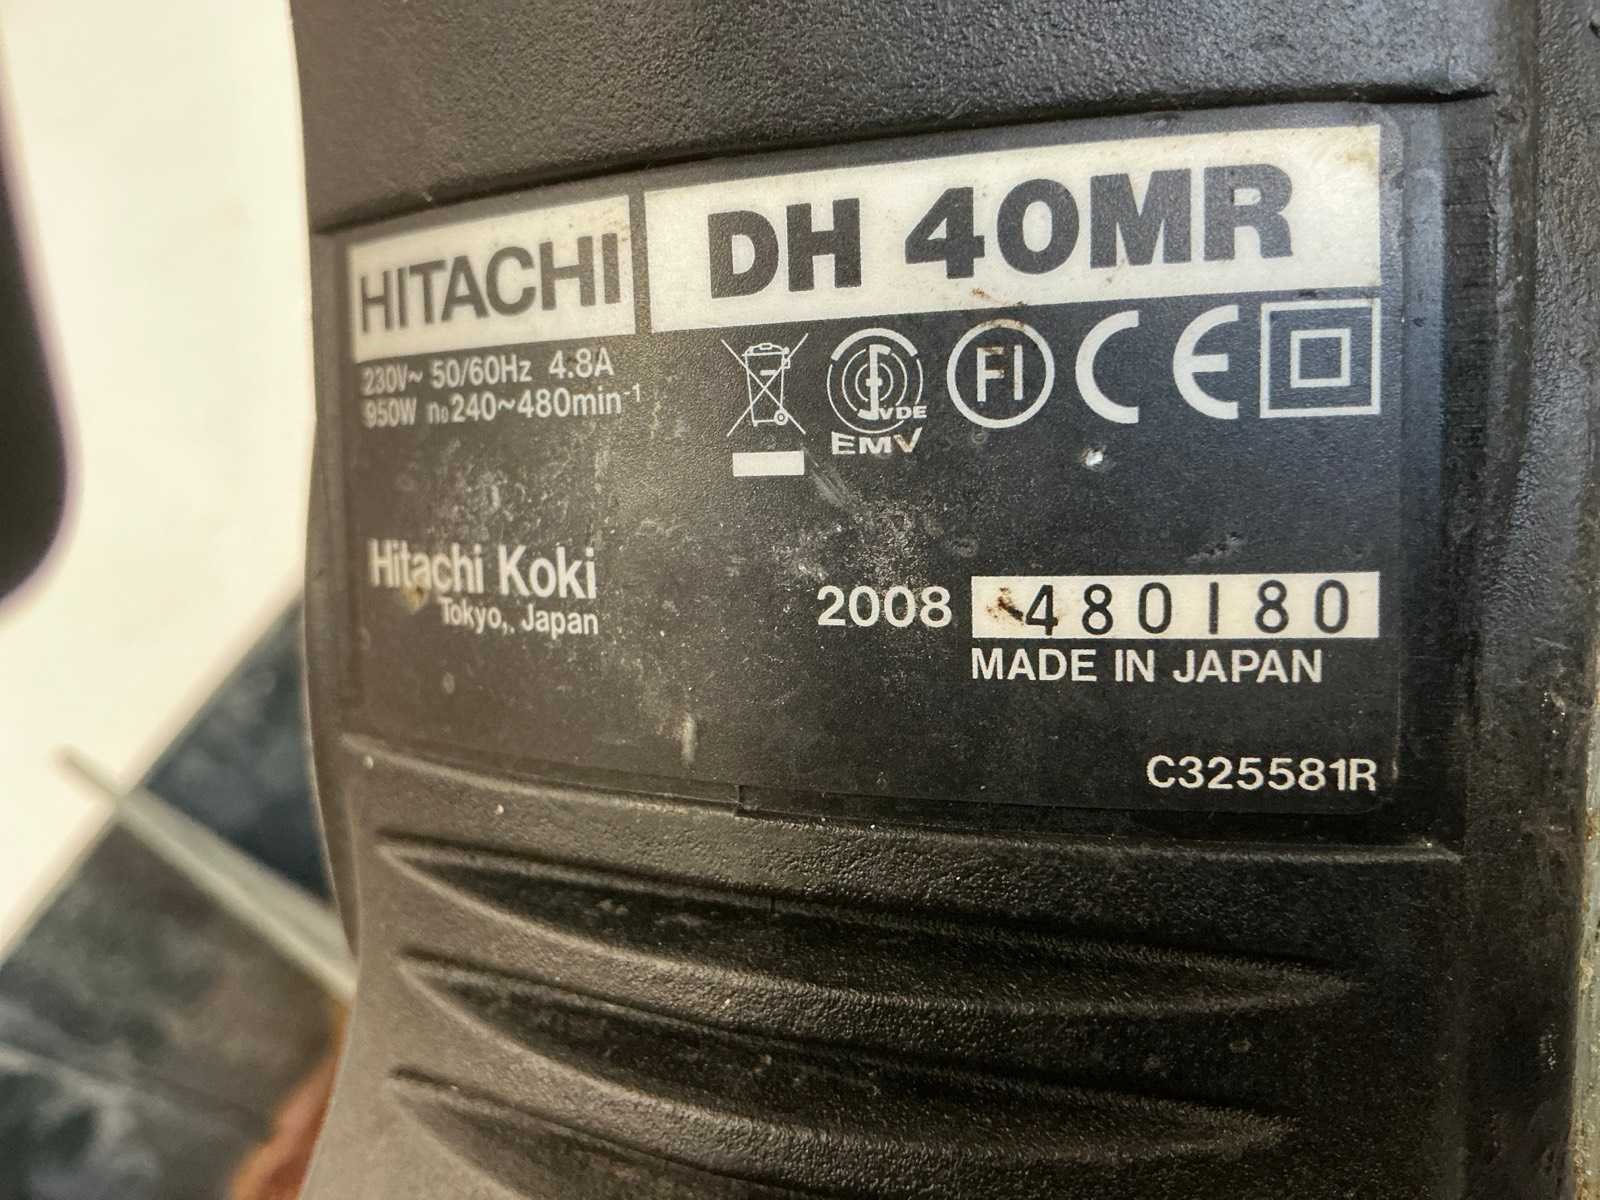 HITACHI
DH 40MR
230V~ 50/60Hz 4.8A
950W n₀ 240~480min⁻¹
VDE
EMV
FI
CE
Hitachi Koki
Tokyo, Japan
2008 480180
MADE IN JAPAN
C325581R